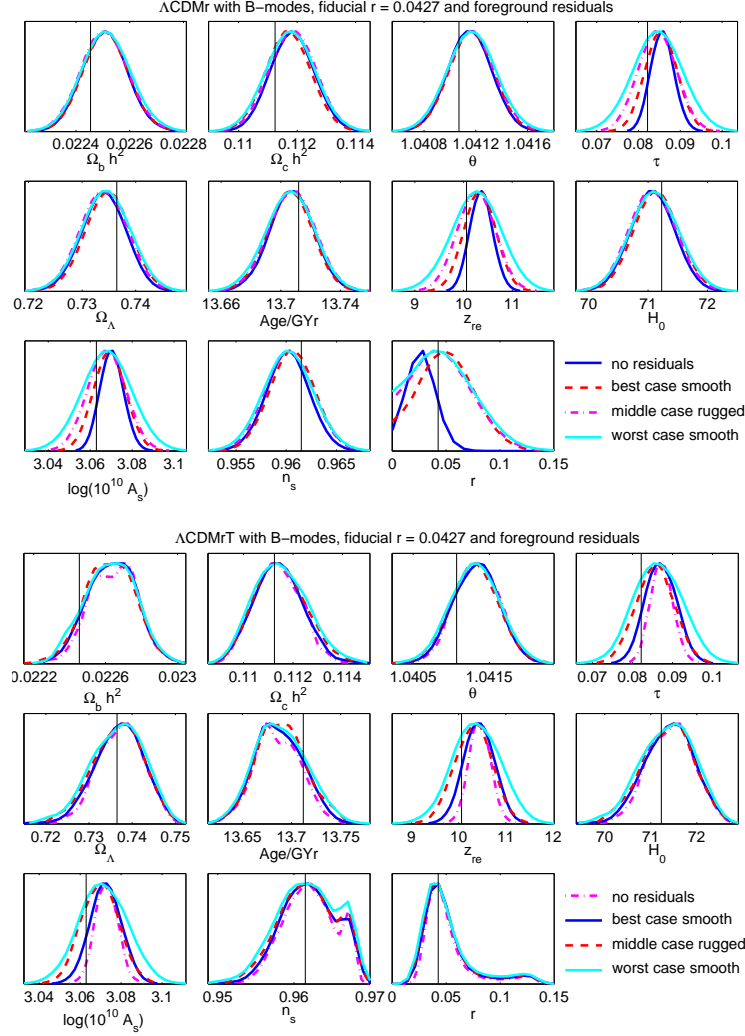 ΛCDMr with B−modes, fiducial r = 0.0427 and foreground residuals
0.0224 0.0226 0.0228
Ω_b h²
0.11 0.112 0.114
Ω_c h²
1.0408 1.0412 1.0416
θ
0.07 0.08 0.09 0.1
τ
0.72 0.73 0.74
Ω_Λ
13.66 13.7 13.74
Age/GYr
9 10 11
z_re
70 71 72
H_0
3.04 3.06 3.08 3.1
log(10^10 A_s)
0.955 0.96 0.965
n_s
0 0.05 0.1 0.15
r
no residuals
best case smooth
middle case rugged
worst case smooth
ΛCDMrT with B−modes, fiducial r = 0.0427 and foreground residuals
0.0222 0.0226 0.023
Ω_b h²
0.11 0.112 0.114
Ω_c h²
1.0405 1.0415
θ
0.07 0.08 0.09 0.1
τ
0.72 0.73 0.74 0.75
Ω_Λ
13.65 13.7 13.75
Age/GYr
9 10 11 12
z_re
70 71 72
H_0
3.04 3.06 3.08 3.1
log(10^10 A_s)
0.95 0.96 0.97
n_s
0 0.05 0.1 0.15
r
no residuals
best case smooth
middle case rugged
worst case smooth